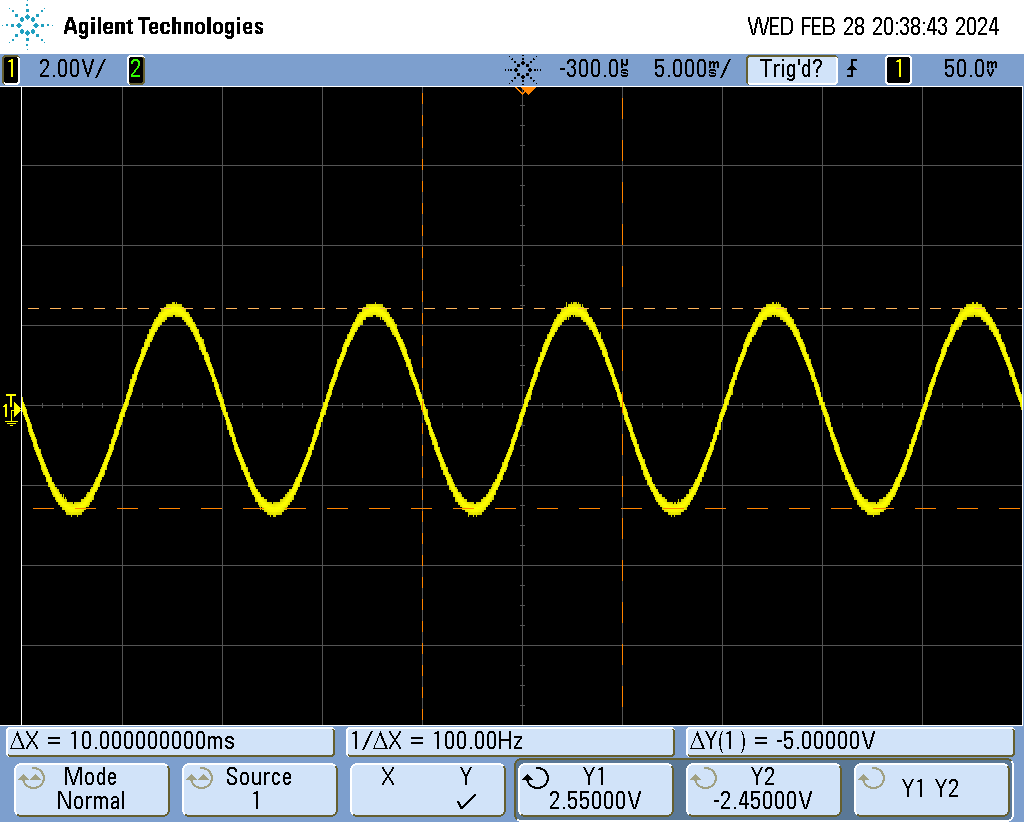 Agilent Technologies
WED FEB 28 20:38:43 2024
1 2.00V/ 2 -300.0µs 5.000ms/ Trig'd? 1 50.0mV
T
1
ΔX = 10.000000000ms 1/ΔX = 100.00Hz ΔY(1) = -5.00000V
Mode Source X Y Y1 Y2 Y1 Y2
Normal 1 ✓ 2.55000V -2.45000V